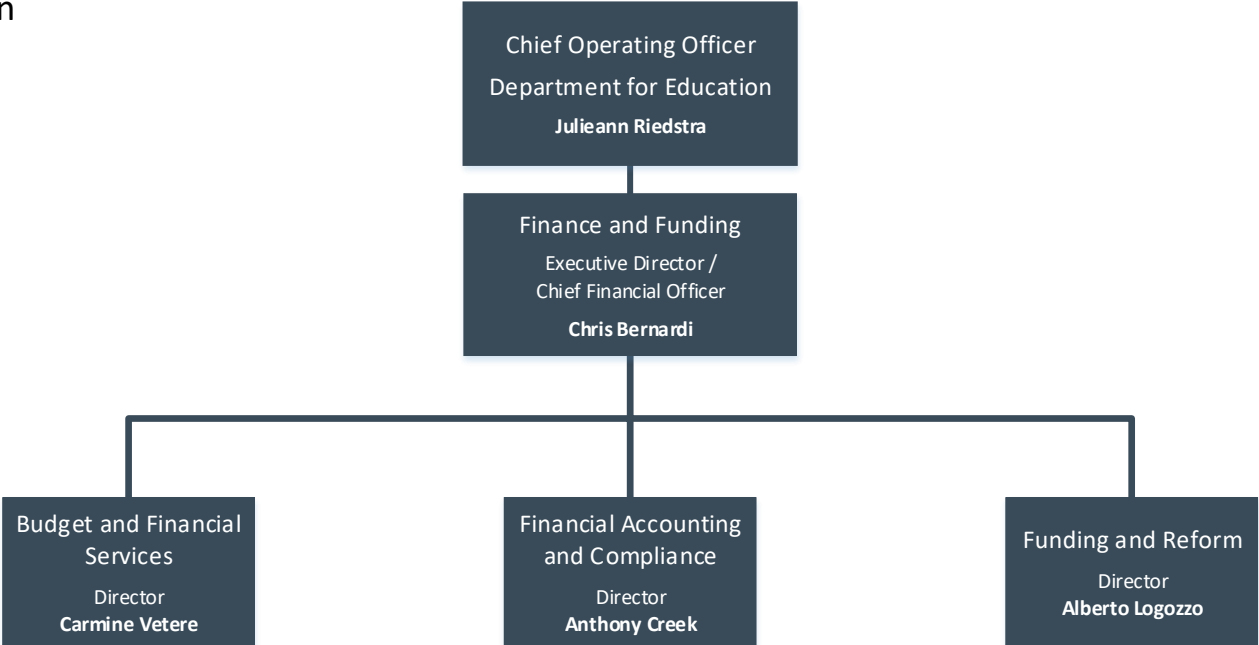 n
Chief Operating Officer
Department for Education
Julieann Riedstra
Finance and Funding
Executive Director /
Chief Financial Officer
Chris Bernardi
Budget and Financial
Services
Director
Carmine Vetere
Financial Accounting
and Compliance
Director
Anthony Creek
Funding and Reform
Director
Alberto Logozzo